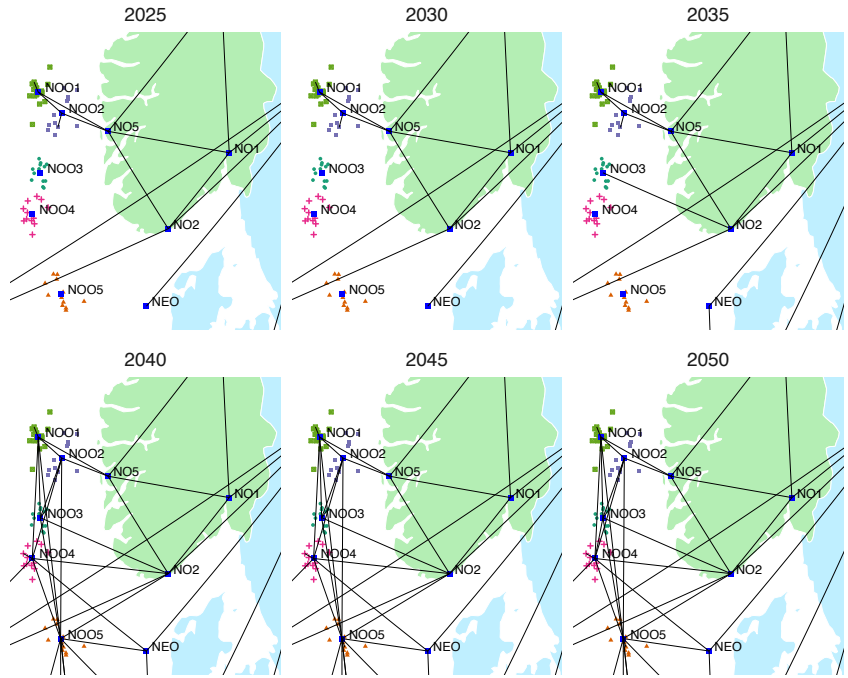 2025 2030 2035
NOO1 NOO1 NOO1
NOO2 NOO2 NOO2
NO5 NO5 NO5
NO1 NO1 NO1
NOO3 NOO3 NOO3
NOO4 NOO4 NOO4
NO2 NO2 NO2
NOO5 NOO5 NOO5
NEO NEO NEO
2040 2045 2050
NOO1 NOO1 NOO1
NOO2 NOO2 NOO2
NO5 NO5 NO5
NO1 NO1 NO1
NOO3 NOO3 NOO3
NOO4 NOO4 NOO4
NO2 NO2 NO2
NOO5 NOO5 NOO5
NEO NEO NEO